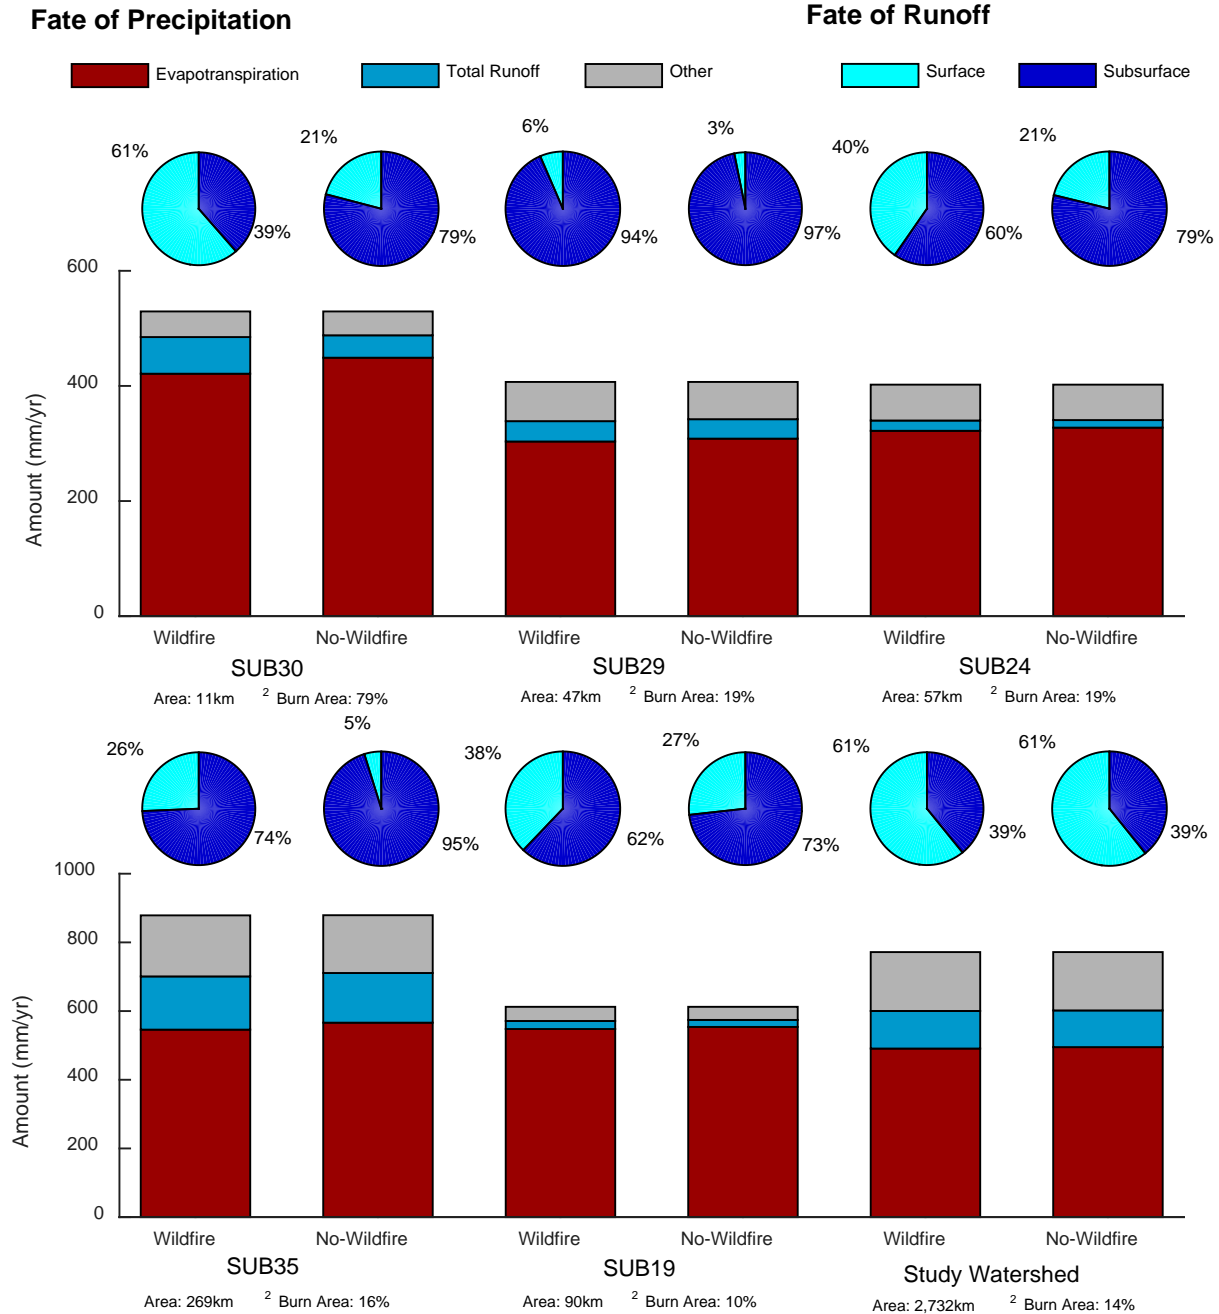 Fate of Precipitation
Fate of Runoff
Evapotranspiration
Total Runoff
Other
Surface
Subsurface
61%
39%
21%
79%
6%
94%
3%
97%
40%
60%
21%
79%
600
400
200
0
Amount (mm/yr)
Wildfire
No-Wildfire
Wildfire
No-Wildfire
Wildfire
No-Wildfire
SUB30
SUB29
SUB24
Area: 11km 2 Burn Area: 79%
Area: 47km 2 Burn Area: 19%
Area: 57km 2 Burn Area: 19%
26%
74%
5%
95%
38%
62%
27%
73%
61%
39%
61%
39%
1000
800
600
400
200
0
Amount (mm/yr)
Wildfire
No-Wildfire
Wildfire
No-Wildfire
Wildfire
No-Wildfire
SUB35
SUB19
Study Watershed
Area: 269km 2 Burn Area: 16%
Area: 90km 2 Burn Area: 10%
Area: 2,732km 2 Burn Area: 14%